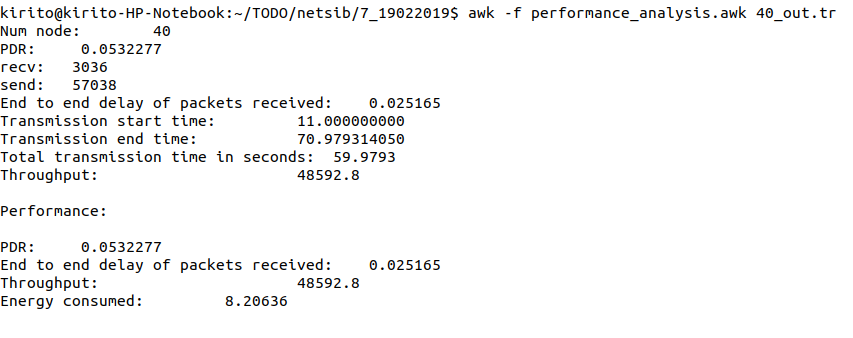 kirito@kirito-HP-Notebook:~/TODO/netsib/7_19022019$ awk -f performance_analysis.awk 40_out.tr
Num node: 40
PDR: 0.0532277
recv: 3036
send: 57038
End to end delay of packets received: 0.025165
Transmission start time: 11.000000000
Transmission end time: 70.979314050
Total transmission time in seconds: 59.9793
Throughput: 48592.8
Performance:
PDR: 0.0532277
End to end delay of packets received: 0.025165
Throughput: 48592.8
Energy consumed: 8.20636